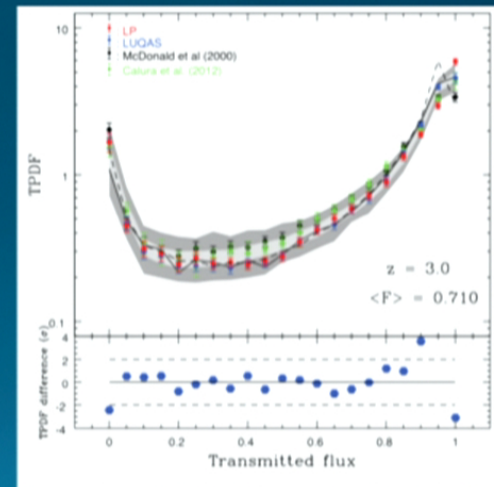 10
LP
LUQAS
McDonald et al (2000)
Calura et al. (2012)
TPDF
1
z = 3.0
<F> = 0.710
0.1
TPDF difference (σ)
4
2
0
-2
-4
0 0.2 0.4 0.6 0.8 1
Transmitted flux